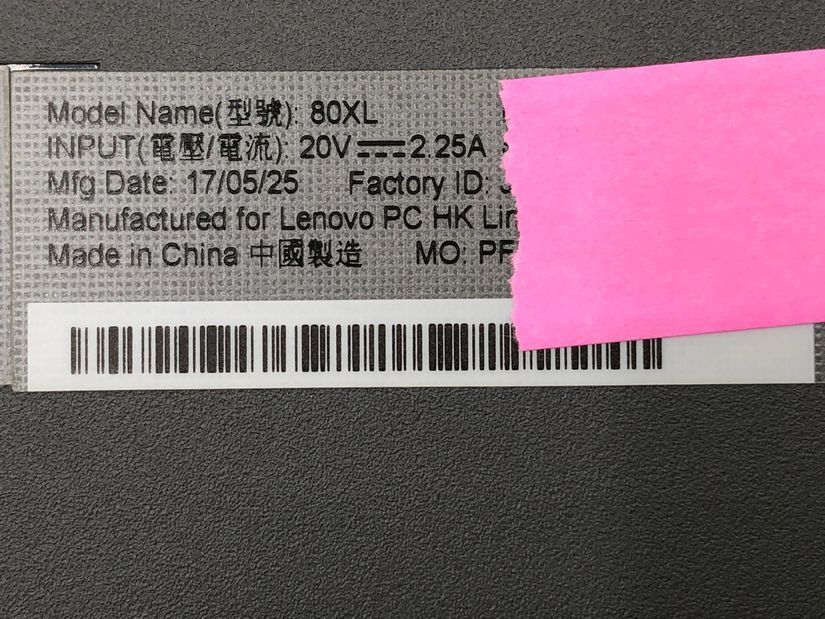 Model Name(型號): 80XL
INPUT(電壓/電流): 20V⎓2.25A
Mfg Date: 17/05/25 Factory ID:
Manufactured for Lenovo PC HK
Made in China 中國製造 MO: